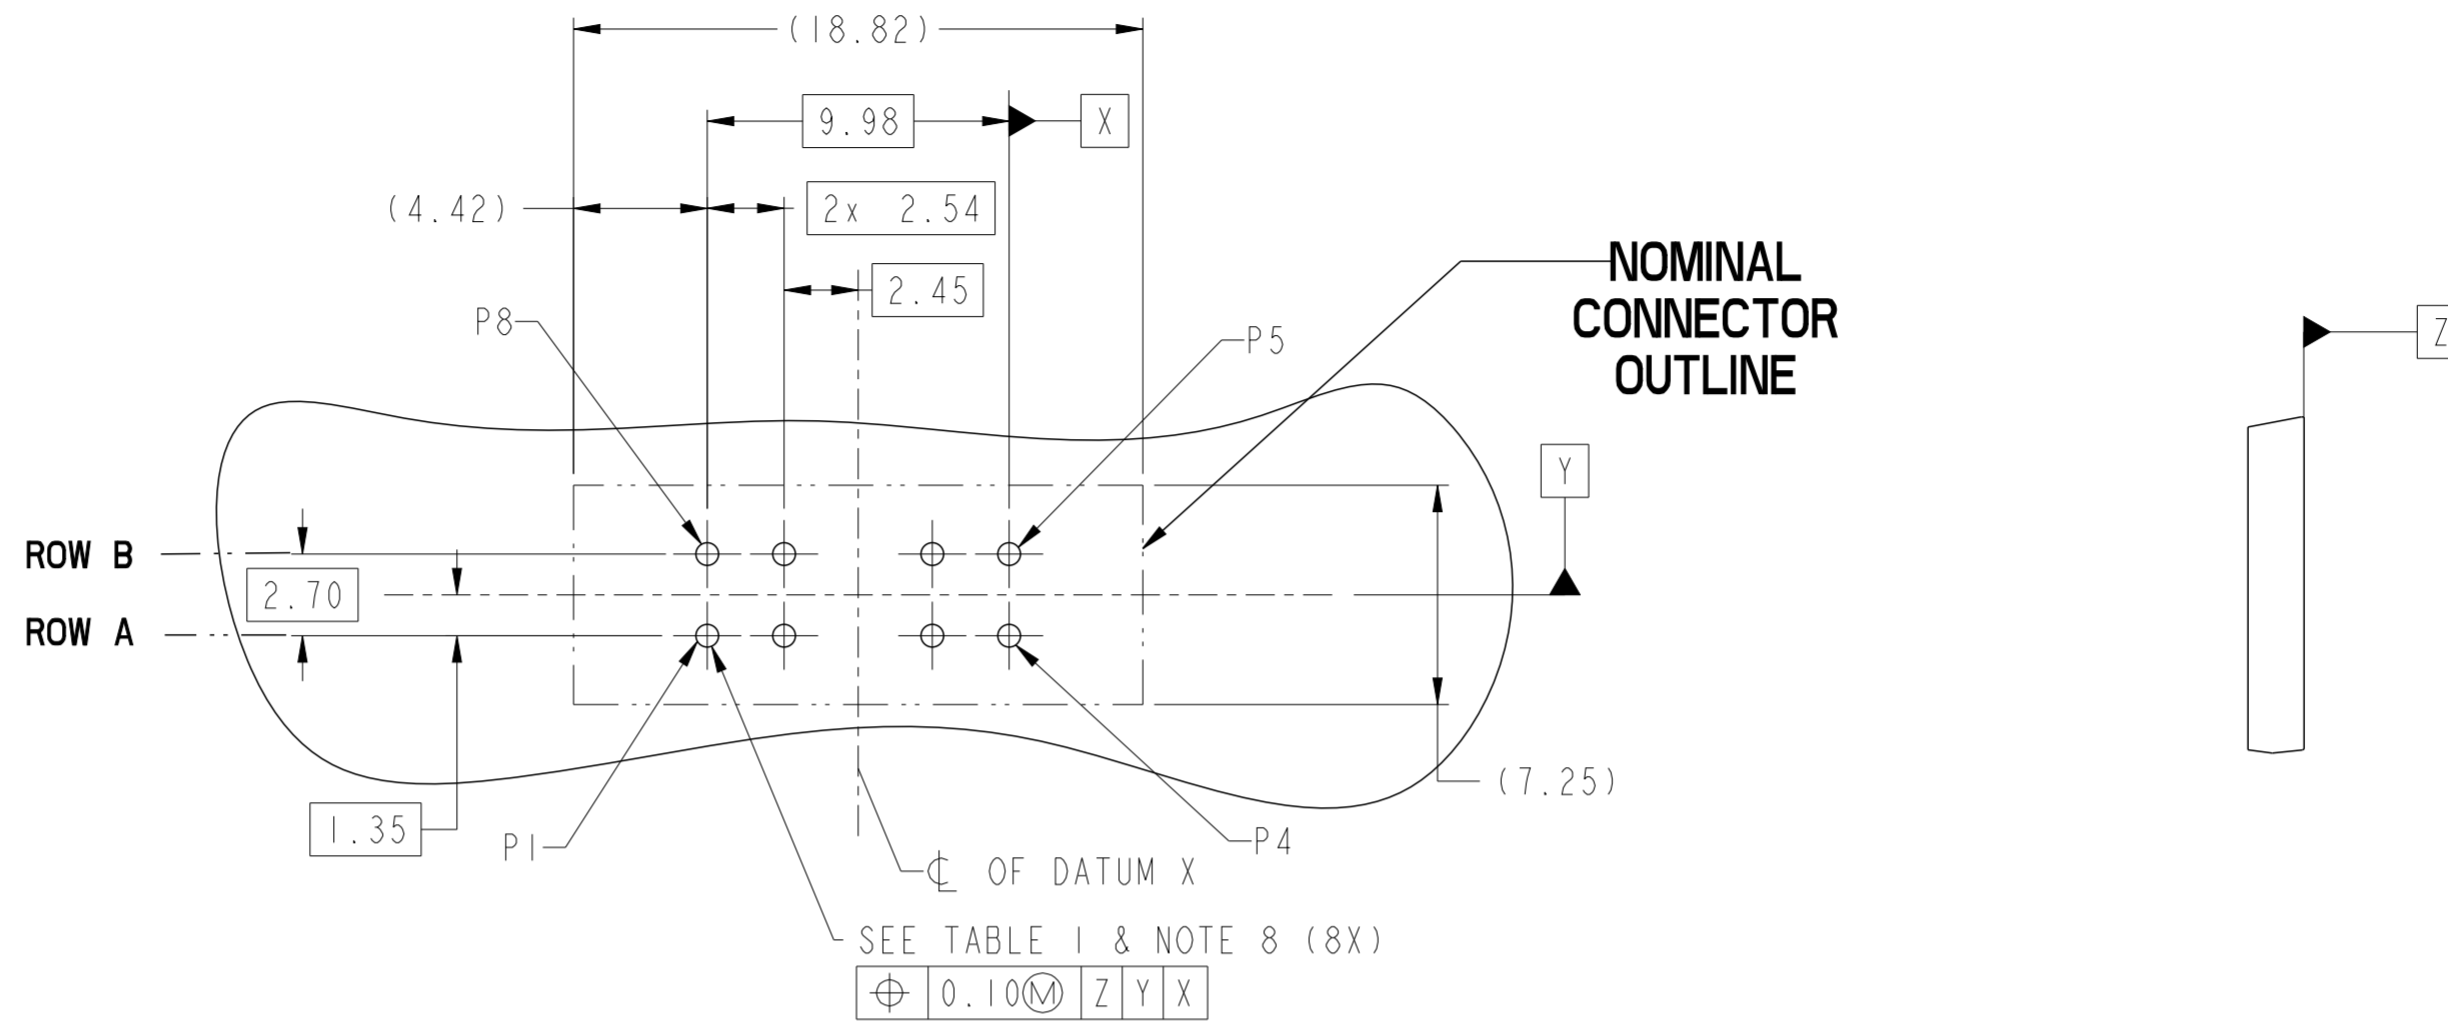 (18.82)
9.98
X
(4.42)
2x 2.54
2.45
NOMINAL
CONNECTOR
OUTLINE
P8
P5
Z
Y
ROW B
2.70
ROW A
(7.25)
1.35
P1
P4
℄ OF DATUM X
SEE TABLE 1 & NOTE 8 (8X)
⌖ 0.10Ⓜ Z Y X